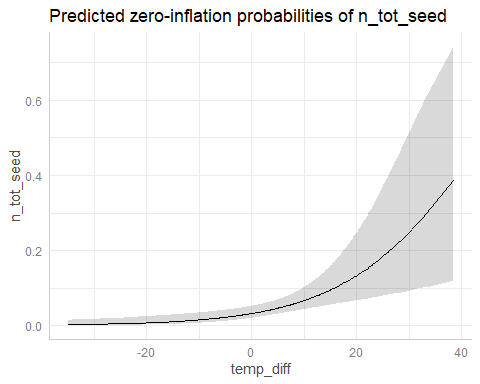 Predicted zero-inflation probabilities of n_tot_seed
n_tot_seed
0.6
0.4
0.2
0.0
-20
0
20
40
temp_diff